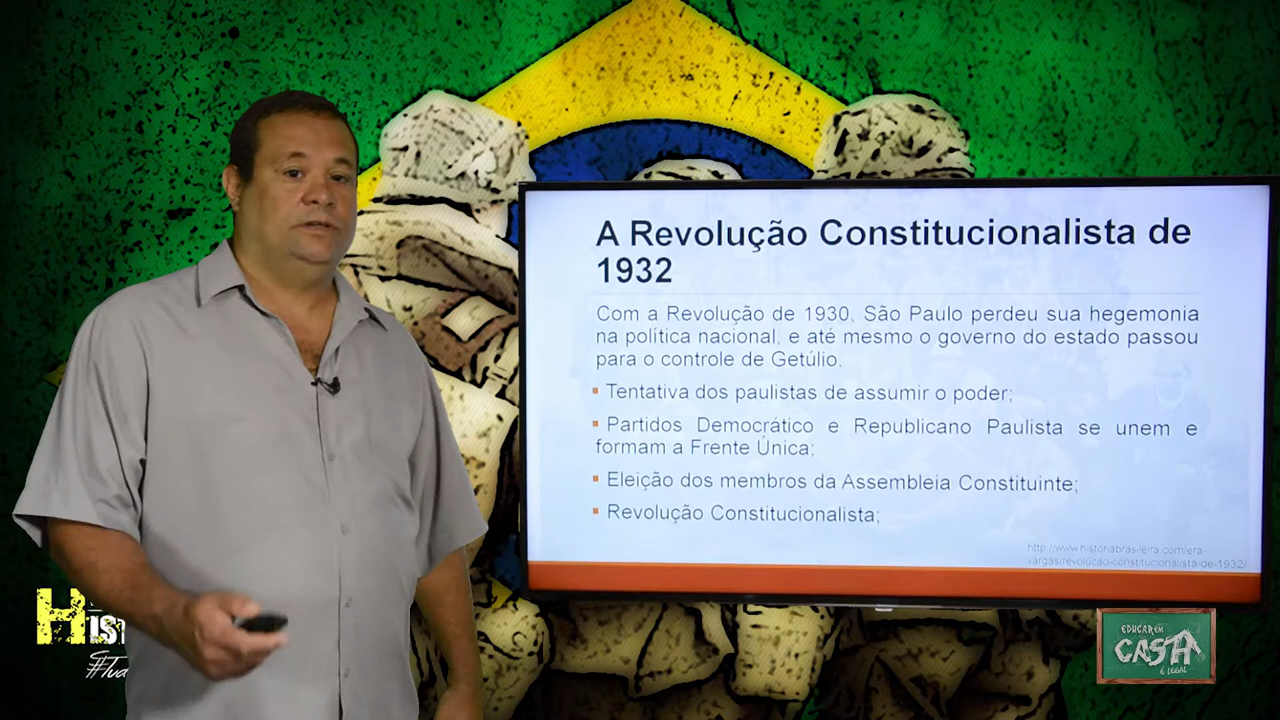 A Revolução Constitucionalista de
1932
Com a Revolução de 1930, São Paulo perdeu sua hegemonia
na política nacional, e até mesmo o governo do estado passou
para o controle de Getúlio.
Tentativa dos paulistas de assumir o poder;
Partidos Democrático e Republicano Paulista se unem e
formam a Frente Única;
Eleição dos membros da Assembleia Constituinte;
Revolução Constitucionalista;
http://www.historiabrasileira.com/era-
vargas/revolucao-constitucionalista-de-1932/
EDUCAR EM
CASA
É LEGAL